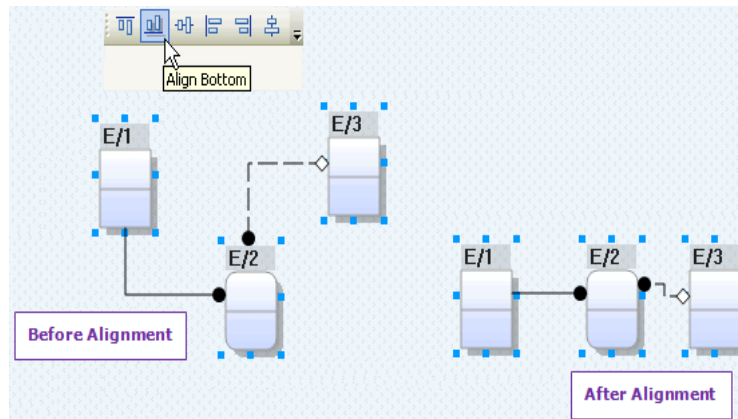 Align Bottom
E/1
E/3
E/2
Before Alignment
E/1
E/2
E/3
After Alignment